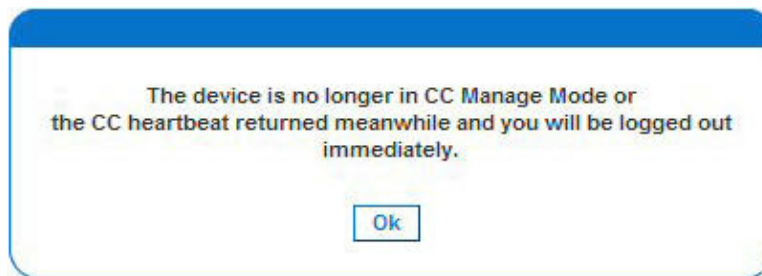 The device is no longer in CC Manage Mode or
the CC heartbeat returned meanwhile and you will be logged out
immediately.
Ok